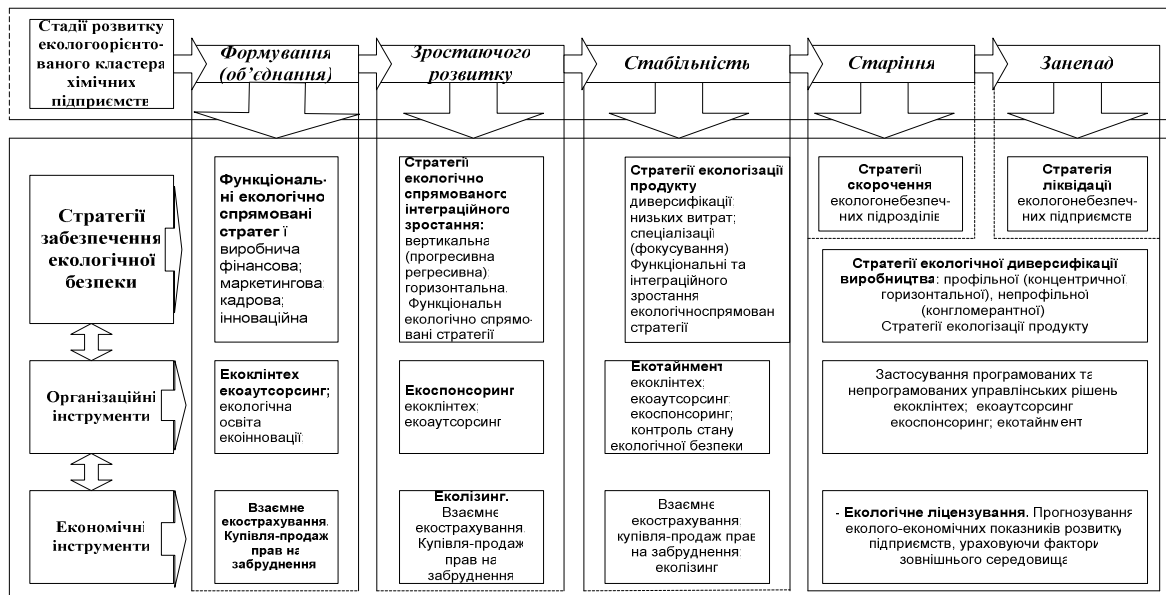 Стадії розвитку
екологоорієнто-
ваного кластера
хімічних
підприємств
Формування
(об’єднання)
Зростаючого
розвитку
Стабільність
Старіння
Занепад
Стратегії
забезпечення
екологічної
безпеки
Функціональ-
ні екологічно
спрямовані
стратег ї
виробнича
фінансова;
маркетингова;
кадрова;
інноваційна
Стратегії
екологічно
спрямованого
інтеграційного
зростання:
вертикальна
(прогресивна
регресивна);
горизонтальна.
Функціональн
екологічно спрямо-
вані стратегії
Стратегії екологізації
продукту
диверсифікації;
низьких витрат;
спеціалізації
(фокусування)
Функціональні та
інтеграційного
зростання
екологічноспрямован
стратегії
Стратегії
скорочення
екологонебезпеч-
них підрозділів
Стратегія
ліквідації
екологонебезпеч-
них підприємств
Стратегії екологічної диверсифікації
виробництва: профільної (концентричної,
горизонтальної), непрофільної
(конгломерантної)
Стратегії екологізації продукту
Організаційні
інструменти
Екоклінтех
екоаутсорсинг;
екологічна
освіта
екоінновації
Екоспонсоринг
екоклінтех;
екоаутсорсинг
Екотайнмент
екоклінтех;
екоаутсорсинг;
екоспонсоринг;
контроль стану
екологічної безпеки
Застосування програмованих та
непрограмованих управлінських рішень
екоклінтех; екоаутсорсинг
екоспонсоринг; екотайнмент
Економічні
інструменти
Взаємне
екострахування.
Купівля-продаж
прав на
забруднення
Еколізинг.
Взаємне
екострахування.
Купівля-продаж
прав на
забруднення
Взаємне
екострахування;
купівля-продаж прав
на забруднення;
еколізинг
- Екологічне ліцензування. Прогнозування
еколого-економічних показників розвитку
підприємств, ураховуючи фактори
зовнішнього середовища